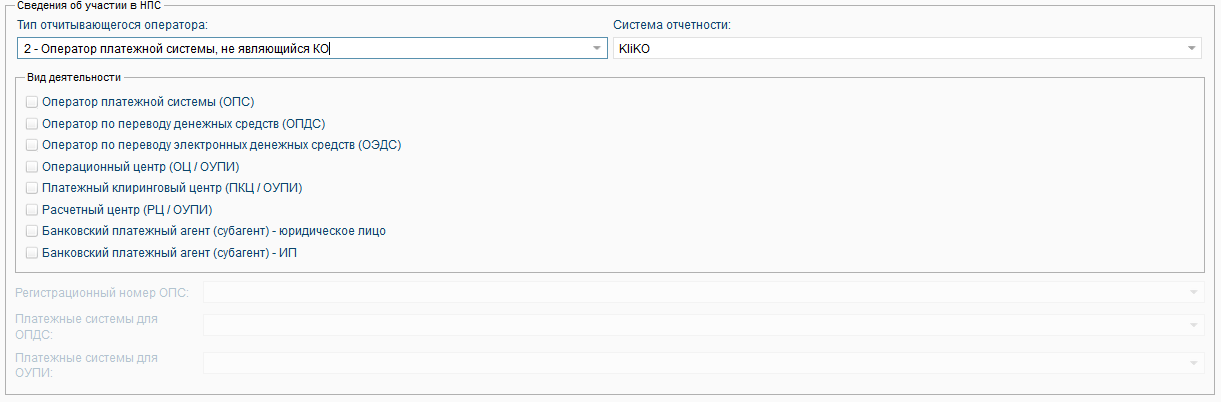 Сведения об участии в НПС
Тип отчитывающегося оператора:
Система отчетности:
2 - Оператор платежной системы, не являющийся КО
KliKO
Вид деятельности
Оператор платежной системы (ОПС)
Оператор по переводу денежных средств (ОПДС)
Оператор по переводу электронных денежных средств (ОЭДС)
Операционный центр (ОЦ / ОУПИ)
Платежный клиринговый центр (ПКЦ / ОУПИ)
Расчетный центр (РЦ / ОУПИ)
Банковский платежный агент (субагент) - юридическое лицо
Банковский платежный агент (субагент) - ИП
Регистрационный номер ОПС:
Платежные системы для
ОПДС:
Платежные системы для
ОУПИ: